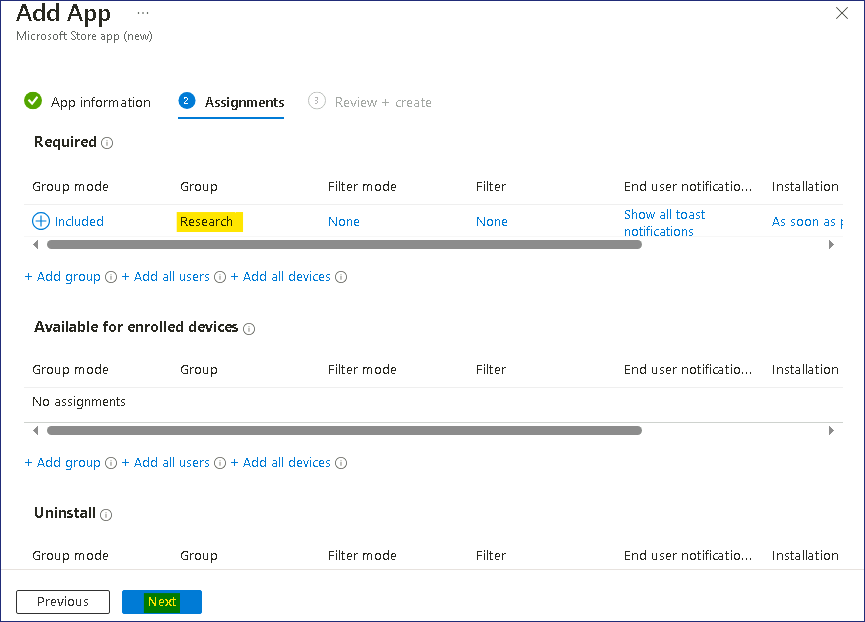 Add App ...
Microsoft Store app (new)
App information 2 Assignments 3 Review + create
Required
Group mode Group Filter mode Filter End user notificatio... Installation
Included Research None None Show all toast notifications As soon as p
+ Add group + Add all users + Add all devices
Available for enrolled devices
Group mode Group Filter mode Filter End user notificatio... Installation
No assignments
+ Add group + Add all users + Add all devices
Uninstall
Group mode Group Filter mode Filter End user notificatio... Installation
Previous Next